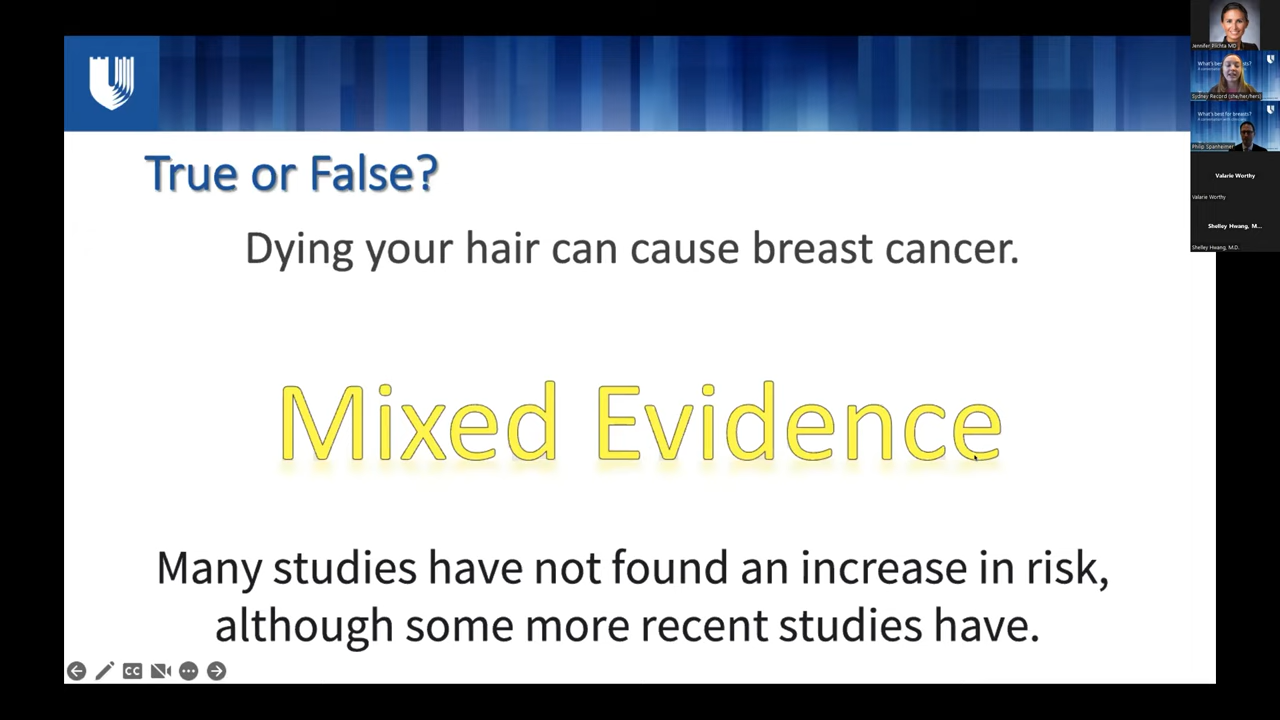 True or False?
Dying your hair can cause breast cancer.
Mixed Evidence
Many studies have not found an increase in risk,
although some more recent studies have.
CC
Jennifer Plichta MD
What's best for breasts?
Sydney Record (she/her/hers)
What's best for breasts?
Philip Spanheimer
Valarie Worthy
Valarie Worthy
Shelley Hwang, M...
Shelley Hwang, M.D.